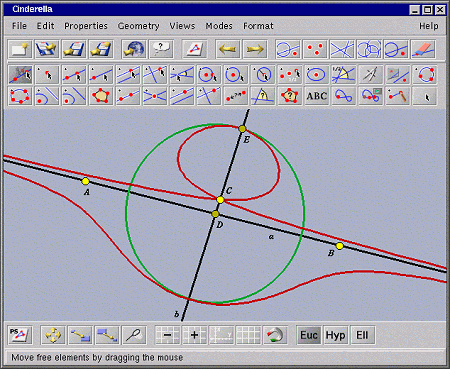 Cinderella
File Edit Properties Geometry Views Modes Format Help
ABC
E
A
C
D
a
B
b
PS
Euc Hyp Ell
Move free elements by dragging the mouse